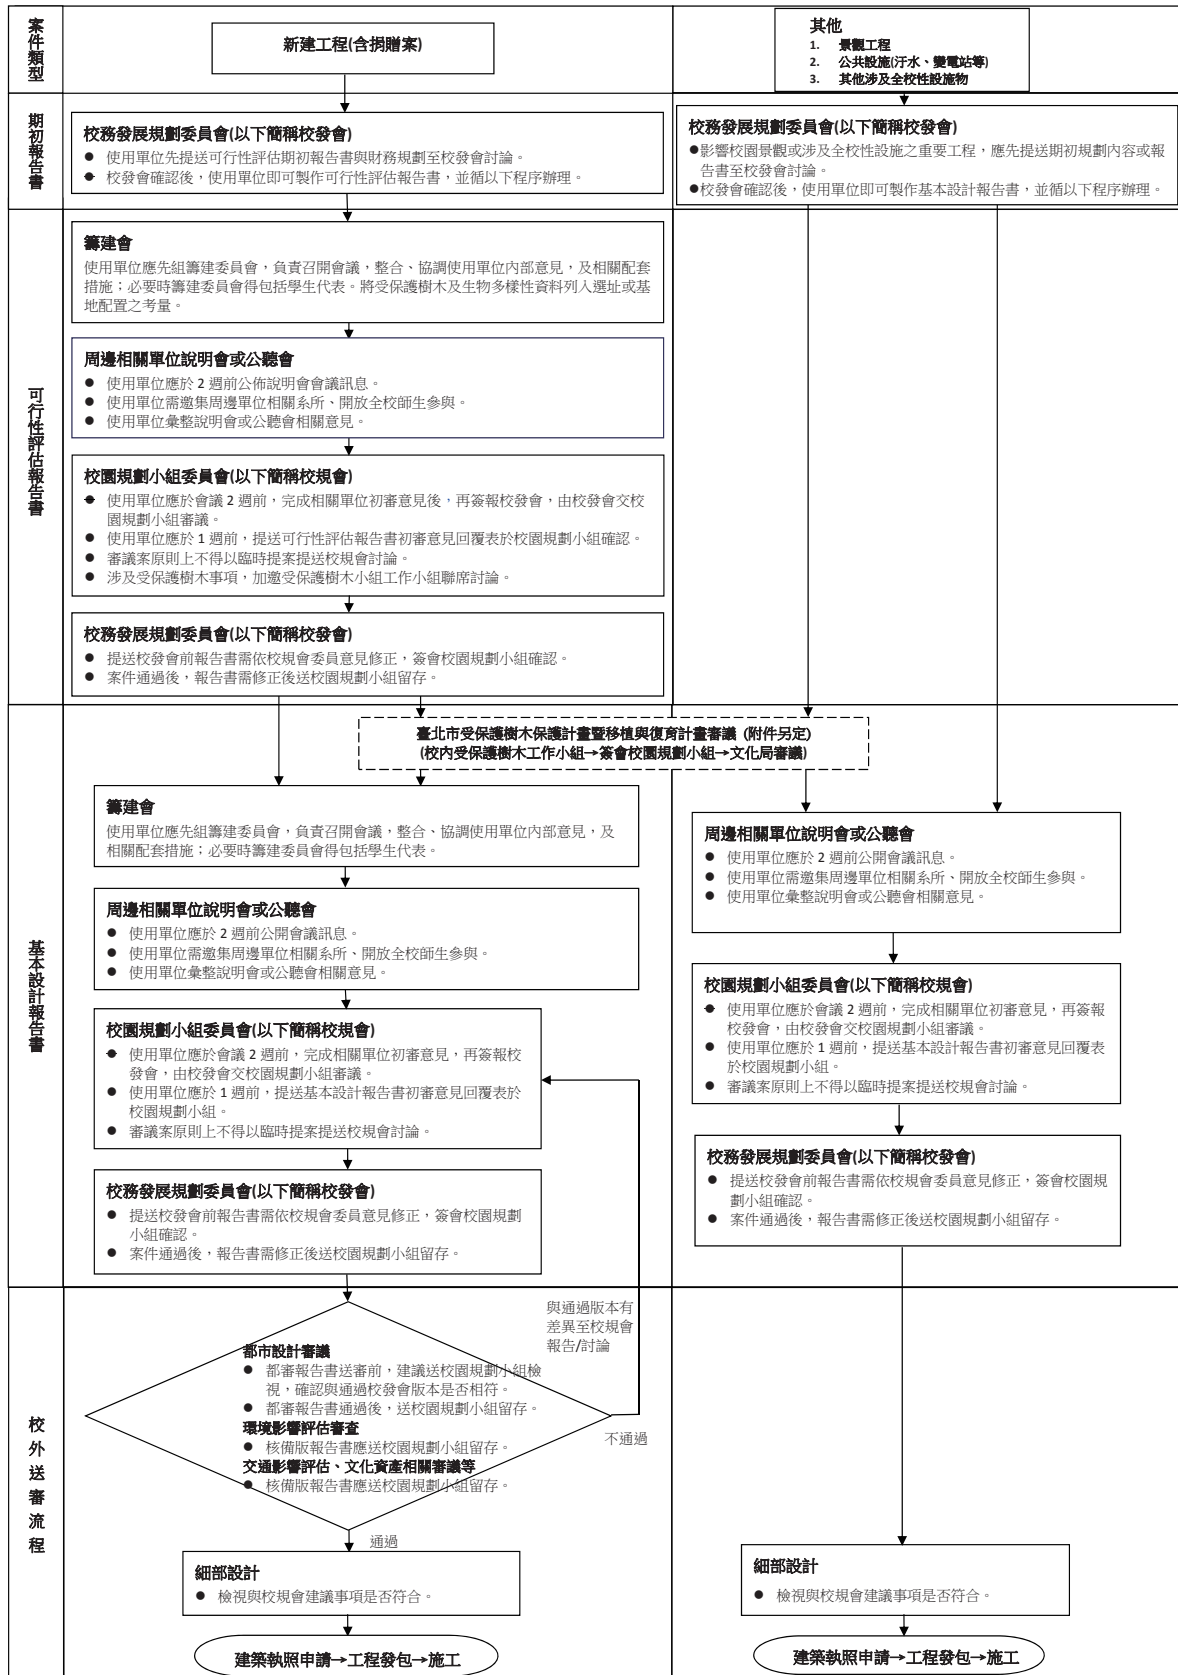 案件類型
新建工程(含捐贈案)
其他
1. 景觀工程
2. 公共設施(汙水、變電站等)
3. 其他涉及全校性設施物
期初報告書
校務發展規劃委員會(以下簡稱校發會)
● 使用單位先提送可行性評估期初報告書與財務規劃至校發會討論。
● 校發會確認後，使用單位即可製作可行性評估報告書，並循以下程序辦理。
校務發展規劃委員會(以下簡稱校發會)
●影響校園景觀或涉及全校性設施之重要工程，應先提送期初規劃內容或報
告書至校發會討論。
●校發會確認後，使用單位即可製作基本設計報告書，並循以下程序辦理。
可行性評估報告書
籌建會
使用單位應先組籌建委員會，負責召開會議，整合、協調使用單位內部意見，及相關配套
措施；必要時籌建委員會得包括學生代表。將受保護樹木及生物多樣性資料列入選址或基
地配置之考量。
周邊相關單位說明會或公聽會
● 使用單位應於 2 週前公佈說明會會議訊息。
● 使用單位需邀集周邊單位相關系所、開放全校師生參與。
● 使用單位彙整說明會或公聽會相關意見。
校園規劃小組委員會(以下簡稱校規會)
● 使用單位應於會議 2 週前，完成相關單位初審意見後，再簽報校發會，由校發會交校
園規劃小組審議。
● 使用單位應於 1 週前，提送可行性評估報告書初審意見回覆表於校園規劃小組確認。
● 審議案原則上不得以臨時提案提送校規會討論。
● 涉及受保護樹木事項，加邀受保護樹木小組工作小組聯席討論。
校務發展規劃委員會(以下簡稱校發會)
● 提送校發會前報告書需依校規會委員意見修正，簽會校園規劃小組確認。
● 案件通過後，報告書需修正後送校園規劃小組留存。
基本設計報告書
臺北市受保護樹木保護計畫暨移植與復育計畫審議 (附件另定)
(校內受保護樹木工作小組→簽會校園規劃小組→文化局審議)
籌建會
使用單位應先組籌建委員會，負責召開會議，整合、協調使用單位內部意見，及
相關配套措施；必要時籌建委員會得包括學生代表。
周邊相關單位說明會或公聽會
● 使用單位應於 2 週前公開會議訊息。
● 使用單位需邀集周邊單位相關系所、開放全校師生參與。
● 使用單位彙整說明會或公聽會相關意見。
校園規劃小組委員會(以下簡稱校規會)
● 使用單位應於會議 2 週前，完成相關單位初審意見，再簽報校
發會，由校發會交校園規劃小組審議。
● 使用單位應於 1 週前，提送基本設計報告書初審意見回覆表於
校園規劃小組。
● 審議案原則上不得以臨時提案提送校規會討論。
校務發展規劃委員會(以下簡稱校發會)
● 提送校發會前報告書需依校規會委員意見修正，簽會校園規劃
小組確認。
● 案件通過後，報告書需修正後送校園規劃小組留存。
周邊相關單位說明會或公聽會
● 使用單位應於 2 週前公開會議訊息。
● 使用單位需邀集周邊單位相關系所、開放全校師生參與。
● 使用單位彙整說明會或公聽會相關意見。
校園規劃小組委員會(以下簡稱校規會)
● 使用單位應於會議 2 週前，完成相關單位初審意見，再簽報
校發會，由校發會交校園規劃小組審議。
● 使用單位應於 1 週前，提送基本設計報告書初審意見回覆表
於校園規劃小組。
● 審議案原則上不得以臨時提案提送校規會討論。
校務發展規劃委員會(以下簡稱校發會)
● 提送校發會前報告書需依校規會委員意見修正，簽會校園規
劃小組確認。
● 案件通過後，報告書需修正後送校園規劃小組留存。
校外送審流程
與通過版本有
差異至校規會
報告/討論
都市設計審議
● 都審報告書送審前，建議送校園規劃小組檢
視，確認與通過校發會版本是否相符。
● 都審報告書通過後，送校園規劃小組留存。
環境影響評估審查
● 核備版報告書應送校園規劃小組留存。
交通影響評估、文化資產相關審議等
● 核備版報告書應送校園規劃小組留存。
不通過
通過
細部設計
● 檢視與校規會建議事項是否符合。
建築執照申請→工程發包→施工
細部設計
● 檢視與校規會建議事項是否符合。
建築執照申請→工程發包→施工